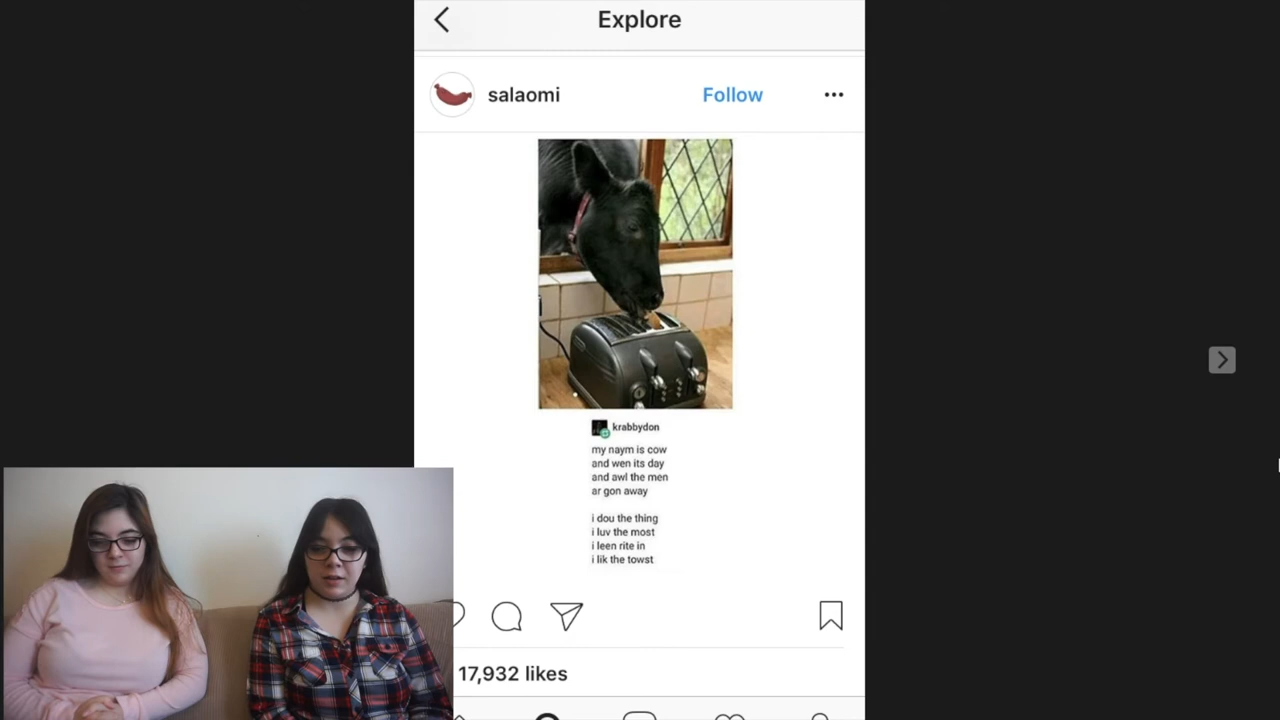 Explore
salaomi
Follow
krabbydon
my naym is cow
and wen its day
and awl the men
ar gon away
i dou the thing
i luv the most
i leen rite in
i lik the towst
17,932 likes